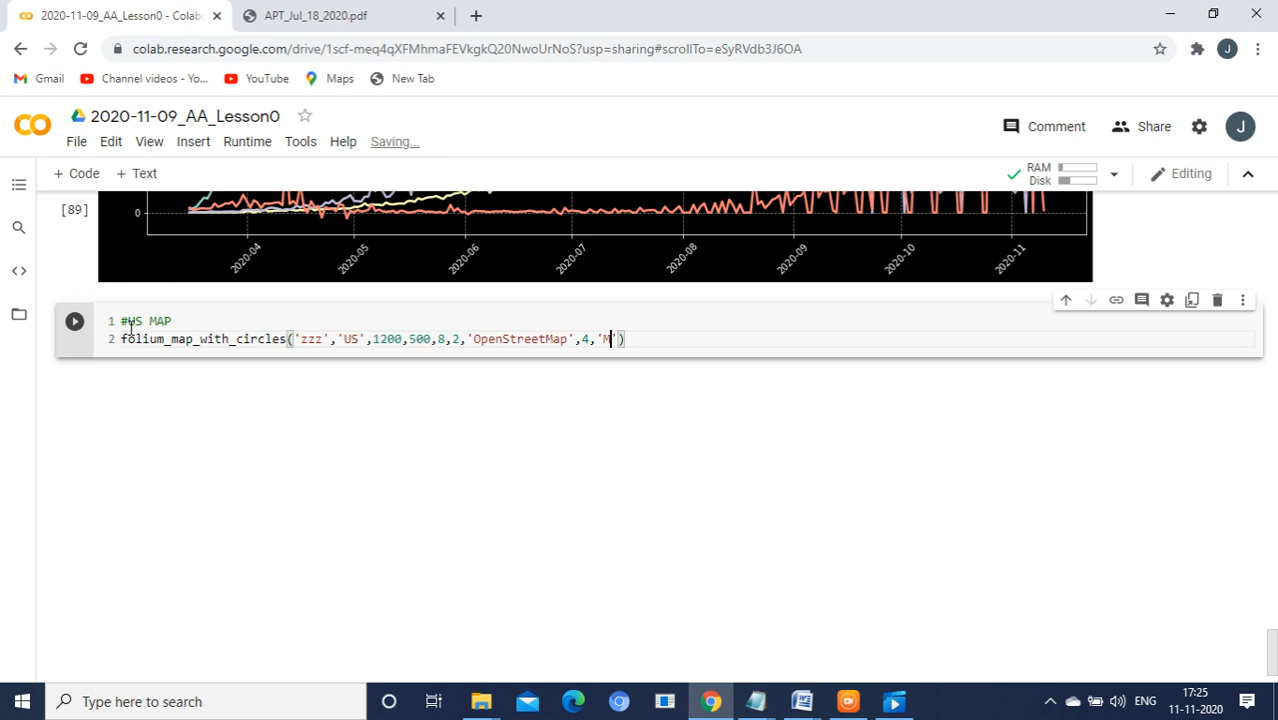 2020-11-09_AA_Lesson0 - Colab
APT_Jul_18_2020.pdf
colab.research.google.com/drive/1scf-meq4qXFMhmaFEVkgkQ20NwoUrNoS?usp=sharing#scrollTo=eSyRVdb3J6OA
J
Gmail
Channel videos - Yo...
YouTube
Maps
New Tab
2020-11-09_AA_Lesson0
File Edit View Insert Runtime Tools Help Saving...
Comment
Share
J
+ Code
+ Text
RAM
Disk
Editing
[89]
0
2020-04
2020-05
2020-06
2020-07
2020-08
2020-09
2020-10
2020-11
1 #US MAP
2 folium_map_with_circles('zzz','US',1200,500,8,2,'OpenStreetMap',4,'M')
Type here to search
ENG
17:25
11-11-2020